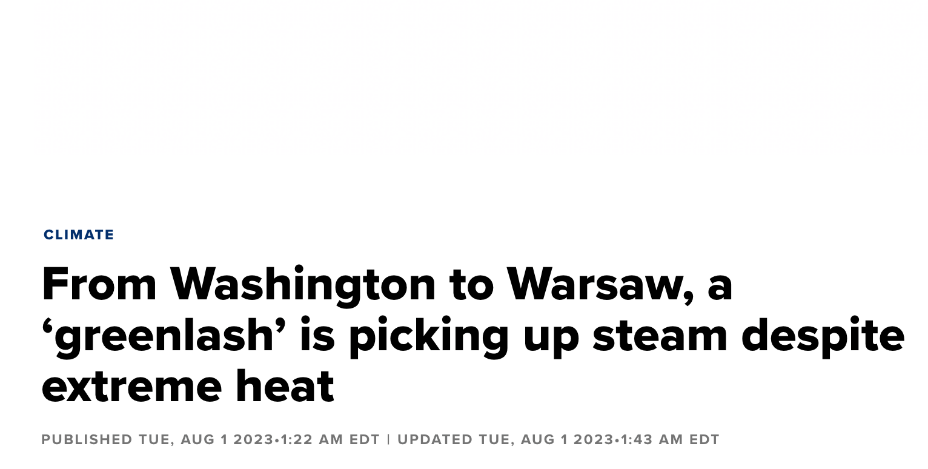 CLIMATE
From Washington to Warsaw, a
‘greenlash’ is picking up steam despite
extreme heat
PUBLISHED TUE, AUG 1 2023•1:22 AM EDT | UPDATED TUE, AUG 1 2023•1:43 AM EDT